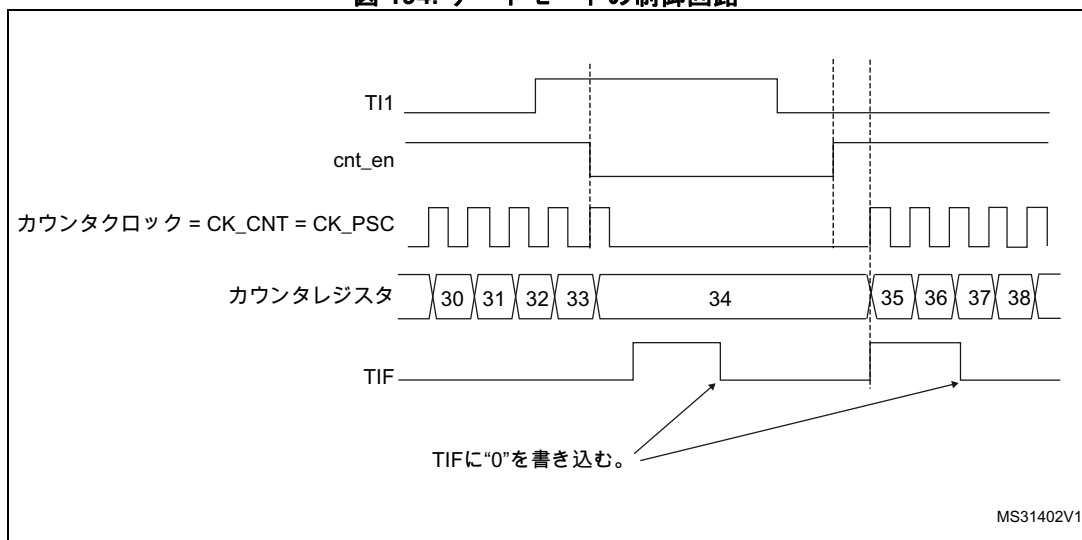 TI1
cnt_en
カウンタクロック = CK_CNT = CK_PSC
カウンタレジスタ 30 31 32 33 34 35 36 37 38
TIF
TIFに“0”を書き込む。
MS31402V1